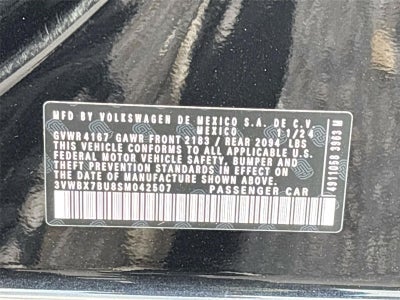 MFD BY VOLKSWAGEN DE MEXICO S.A. DE C.V
MEXICO 11/24
GVWR 4167/ GAWR FRONT 2183 / REAR 2094 LBS
THIS VEHICLE CONFORMS TO ALL APPLICABLE U.S.
FEDERAL MOTOR VEHICLE SAFETY, BUMPER AND
THEFT PREVENTION STANDARDS IN EFFECT ON
THE DATE OF MANUFACTURE SHOWN ABOVE.
3VWBX7BU8SM042507 PASSENGER CAR